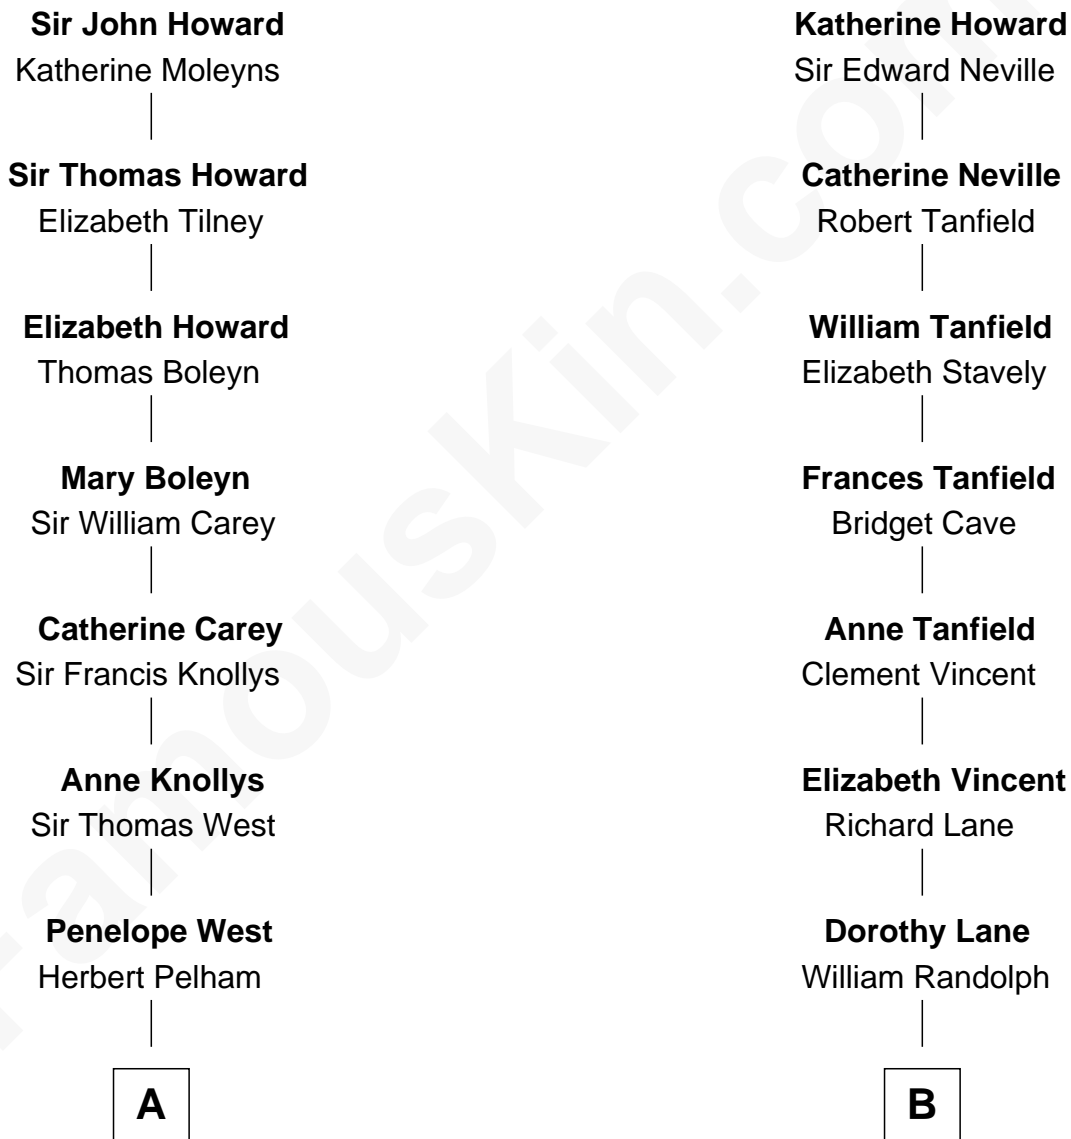 Sir John Howard
Katherine Moleyns
Sir Thomas Howard
Elizabeth Tilney
Elizabeth Howard
Thomas Boleyn
Mary Boleyn
Sir William Carey
Catherine Carey
Sir Francis Knollys
Anne Knollys
Sir Thomas West
Penelope West
Herbert Pelham
A
Katherine Howard
Sir Edward Neville
Catherine Neville
Robert Tanfield
William Tanfield
Elizabeth Stavely
Frances Tanfield
Bridget Cave
Anne Tanfield
Clement Vincent
Elizabeth Vincent
Richard Lane
Dorothy Lane
William Randolph
B
FamousKin.com